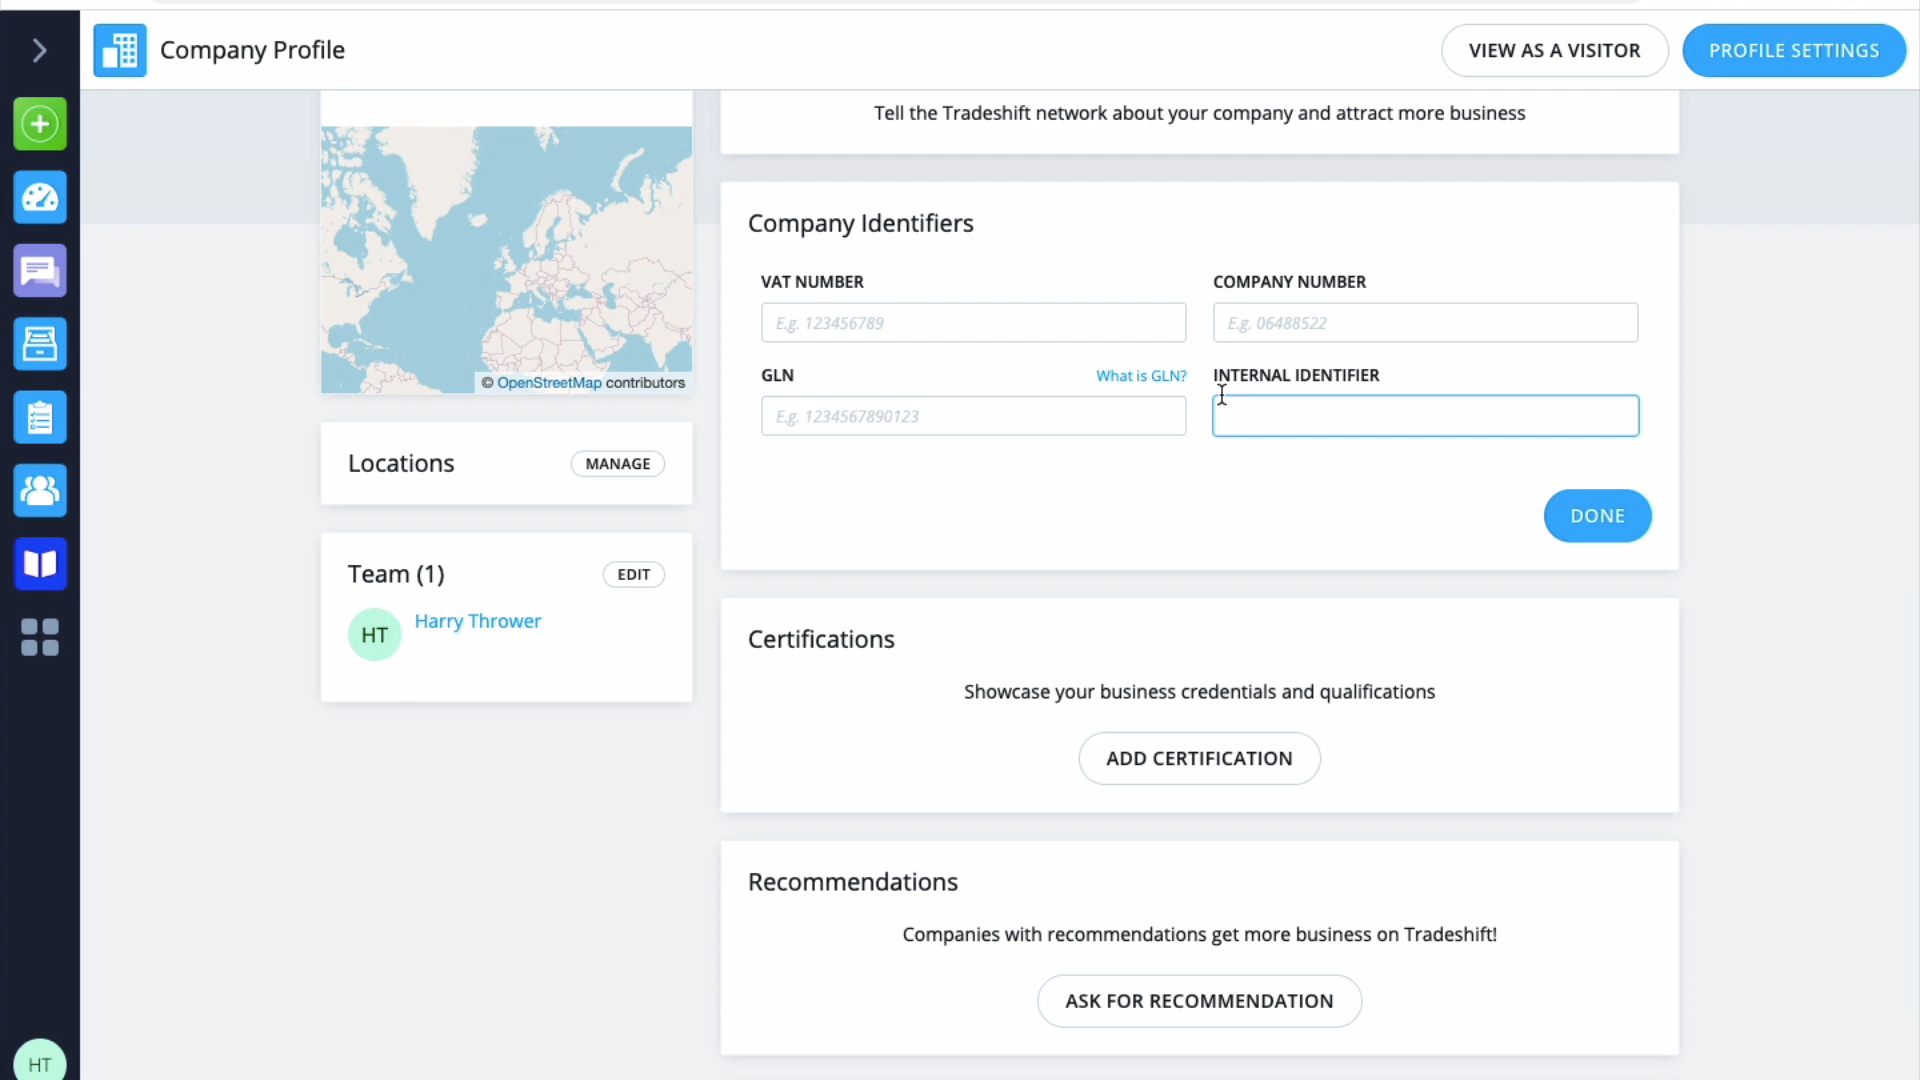 Company Profile
VIEW AS A VISITOR
PROFILE SETTINGS
Tell the Tradeshift network about your company and attract more business
© OpenStreetMap contributors
Locations
MANAGE
Team (1)
EDIT
HT
Harry Thrower
Company Identifiers
VAT NUMBER
COMPANY NUMBER
E.g. 123456789
E.g. 06488522
GLN
What is GLN?
INTERNAL IDENTIFIER
E.g. 1234567890123
DONE
Certifications
Showcase your business credentials and qualifications
ADD CERTIFICATION
Recommendations
Companies with recommendations get more business on Tradeshift!
ASK FOR RECOMMENDATION
HT